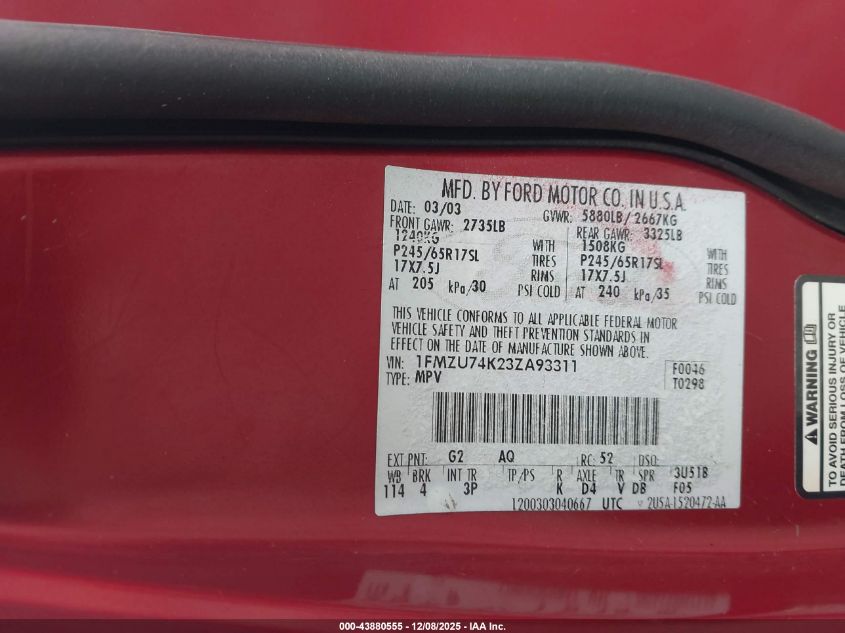 MFD. BY FORD MOTOR CO. IN U.S.A.
DATE: 03/03 GVWR: 5880LB/ 2667KG
FRONT GAWR: 2735LB REAR GAWR: 3325LB
1240KG WITH 1508KG WITH
P245/65R17SL TIRES P245/65R17SL TIRES
17X7.5J RIMS 17X7.5J RIMS
AT 205 kPa/30 PSI COLD AT 240 kPa/35 PSI COLD
THIS VEHICLE CONFORMS TO ALL APPLICABLE FEDERAL MOTOR
VEHICLE SAFETY AND THEFT PREVENTION STANDARDS IN
EFFECT ON THE DATE OF MANUFACTURE SHOWN ABOVE.
VIN: 1FMZU74K23ZA93311 F0046
TYPE: MPV T0298
EXT PNT: G2 AQ RC: 52 DSO:
WB BRK INT TR TP/PS R AXLE TR SPR 3U51B
114 4 3P K D4 V DB F05
1200303040667 UTC 2U5A-1520472-AA
WARNING
TO AVOID SERIOUS INJURY OR
DEATH FROM LOSS OF VEHICLE
000-43880555 - 12/08/2025 - IAA Inc.